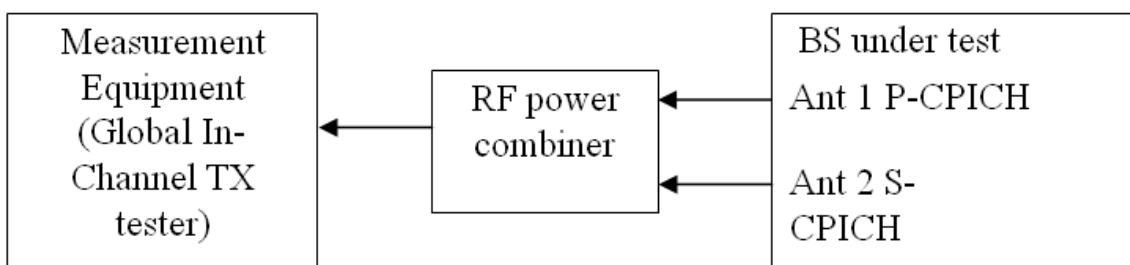 Measurement
Equipment
(Global In-
Channel TX
tester)
RF power
combiner
BS under test
Ant 1 P-CPICH
Ant 2 S-
CPICH